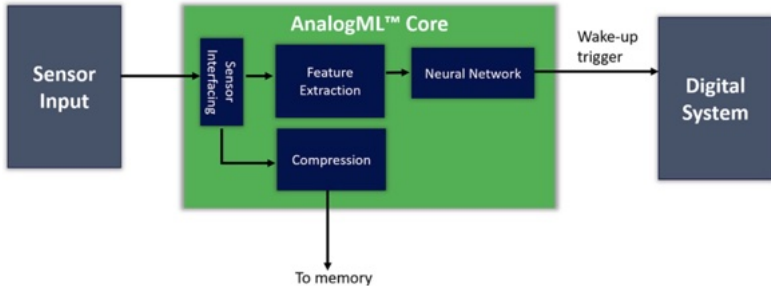 AnalogML™ Core
Sensor
Input
Sensor
Interfacing
Feature
Extraction
Neural Network
Wake-up
trigger
Digital
System
Compression
To memory